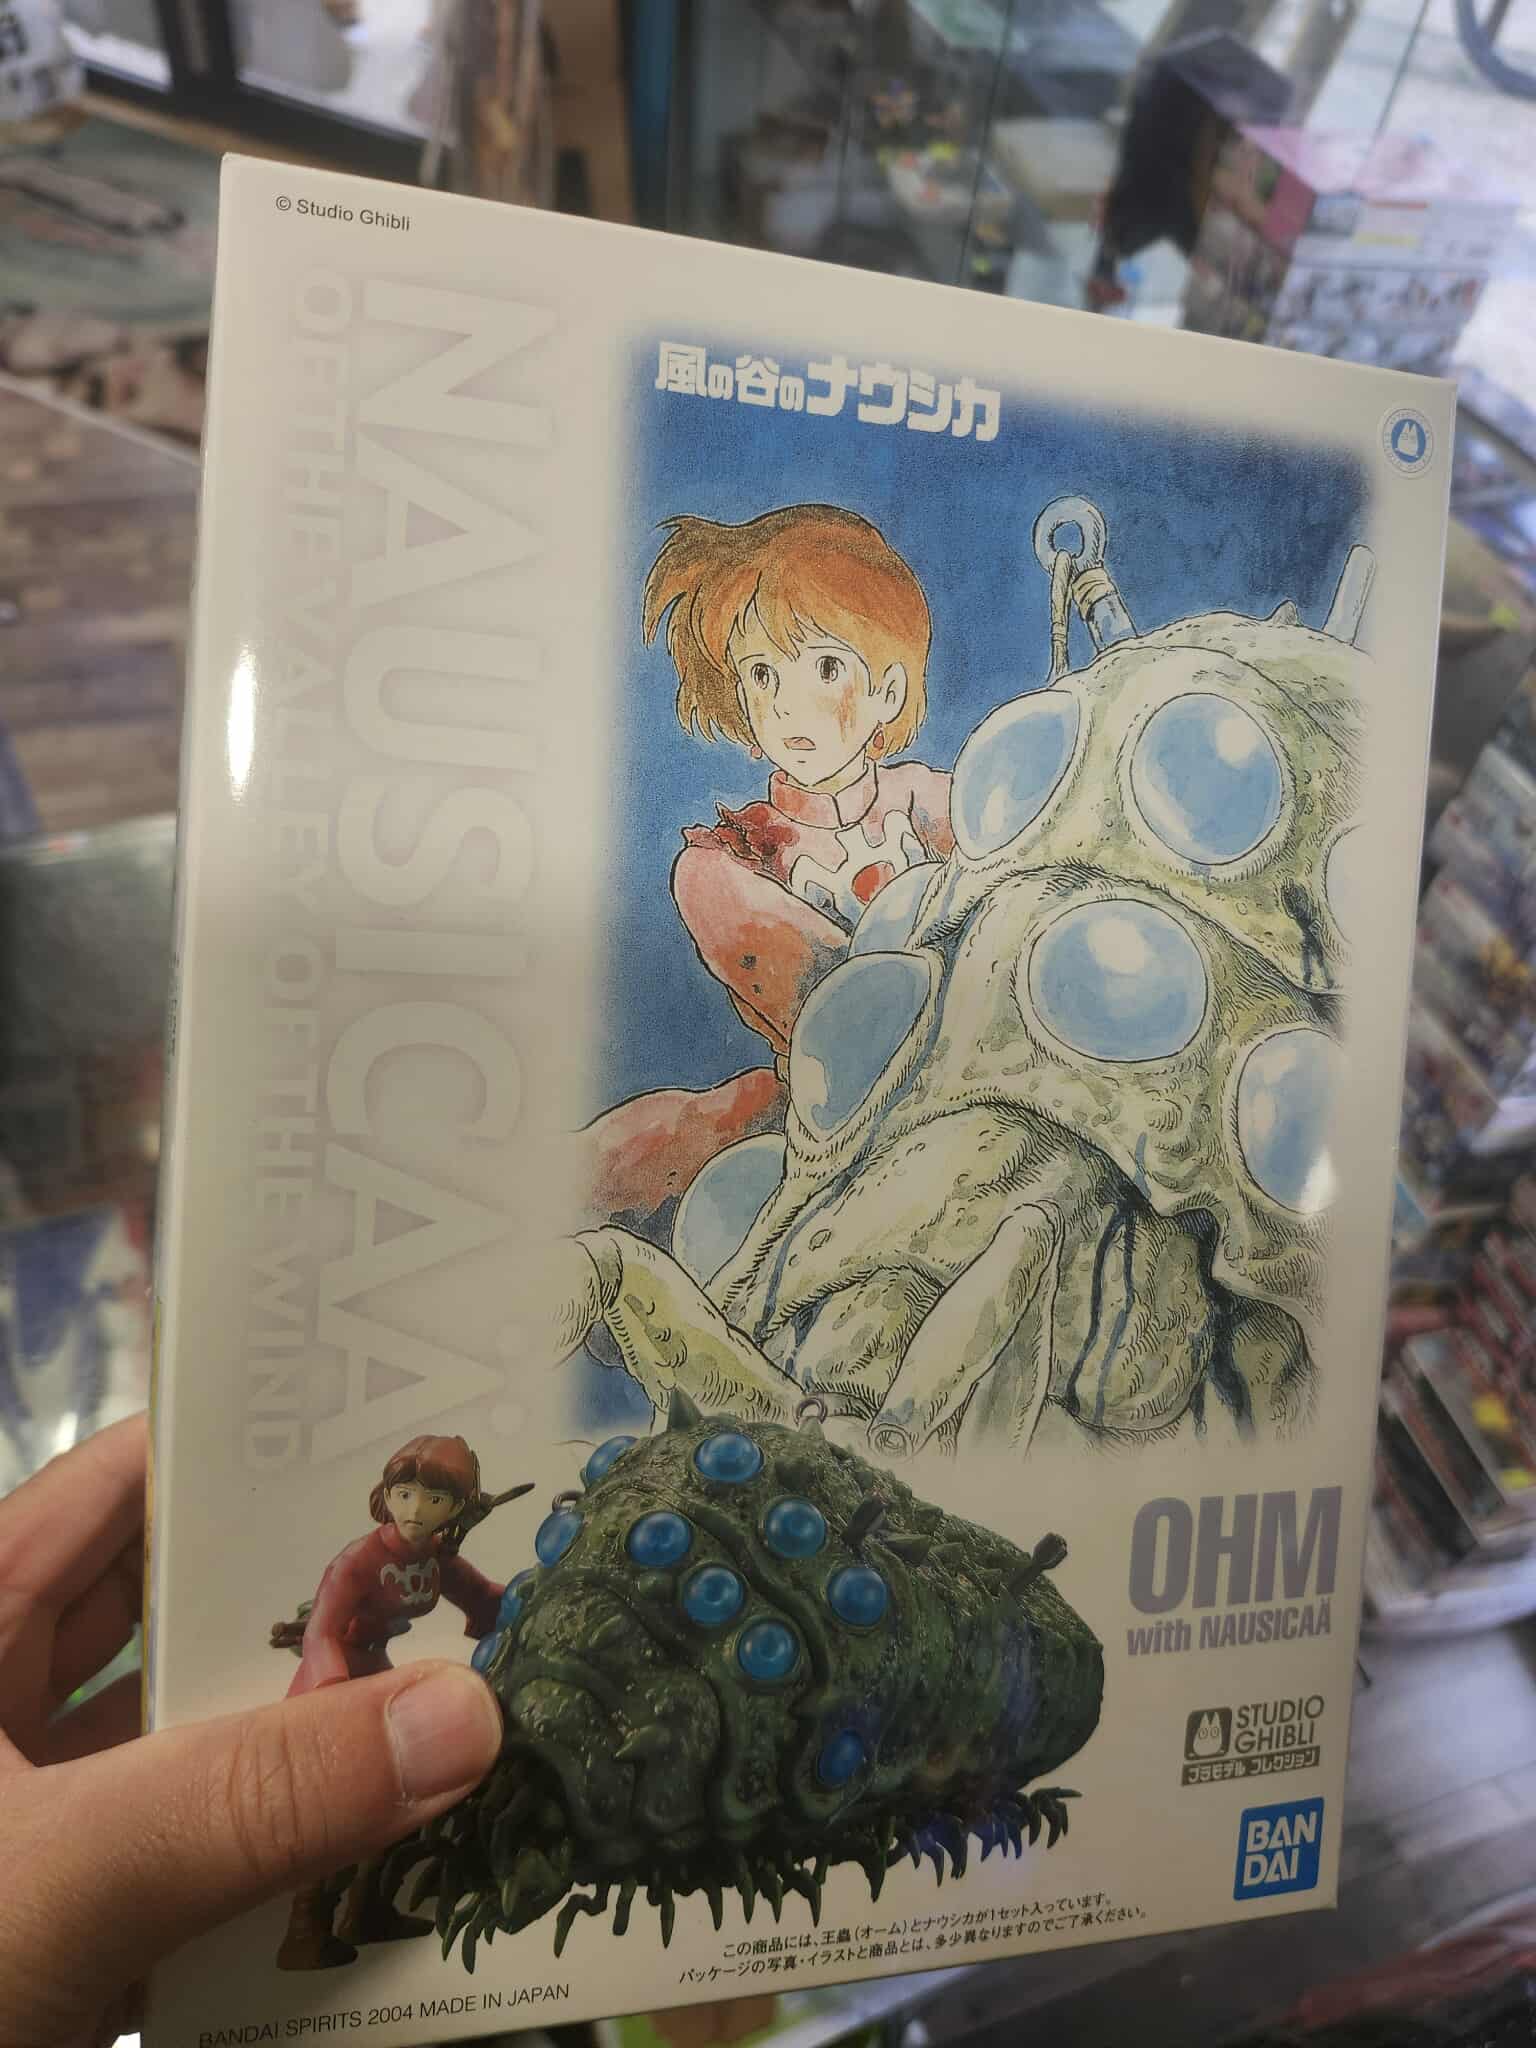 © Studio Ghibli
NAUSICAÄ
OF THE VALLEY OF THE WIND
風の谷のナウシカ
OHM
with NAUSICAÄ
STUDIO
GHIBLI
プラモデル コレクション
BAN
DAI
この商品には、王蟲(オーム)とナウシカが1セット入っています。
パッケージの写真・イラストと商品とは、多少異なりますのでご了承ください。
BANDAI SPIRITS 2004 MADE IN JAPAN